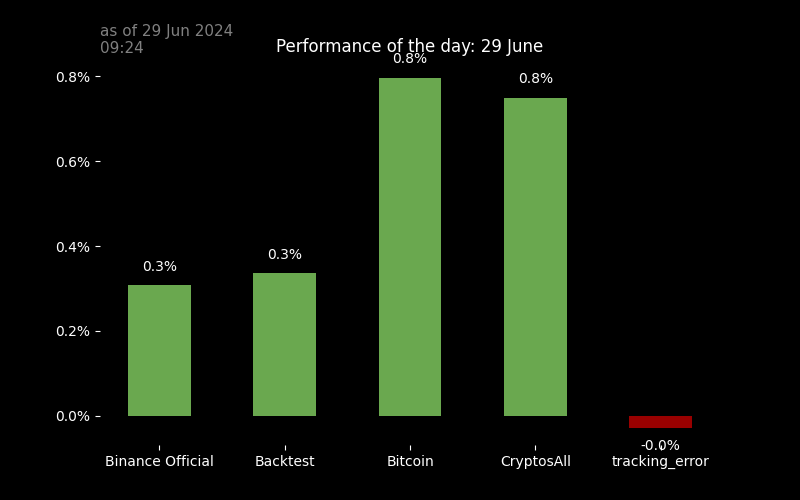 as of 29 Jun 2024
09:24
Performance of the day: 29 June
0.8%
0.6%
0.4%
0.2%
0.0%
0.3%
0.3%
0.8%
0.8%
-0.0%
Binance Official
Backtest
Bitcoin
CryptosAll
tracking_error